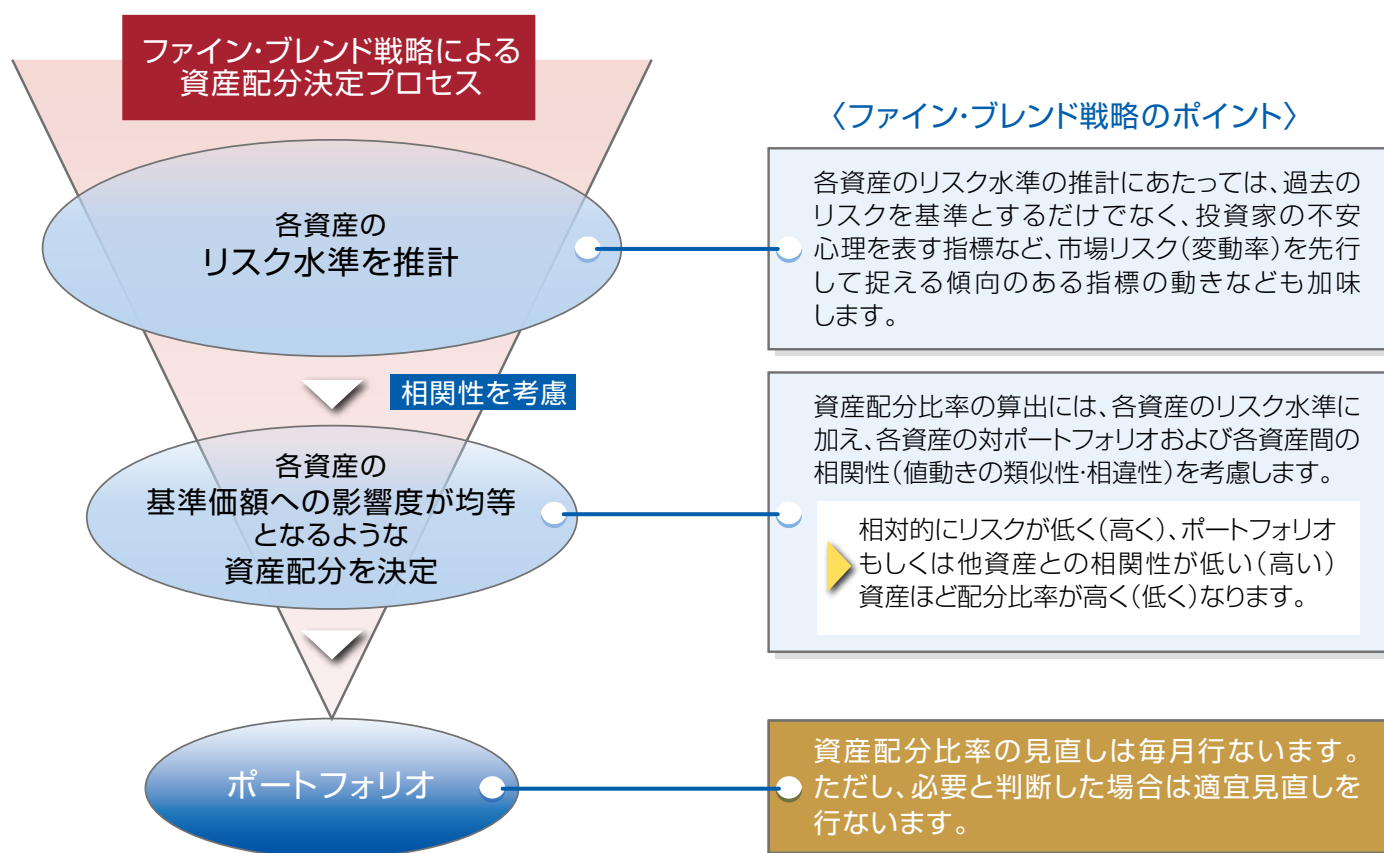 ファイン・ブレンド戦略による
資産配分決定プロセス
〈ファイン・ブレンド戦略のポイント〉
各資産の
リスク水準を推計
各資産のリスク水準の推計にあたっては、過去の
リスクを基準とするだけでなく、投資家の不安
心理を表す指標など、市場リスク（変動率）を先行
して捉える傾向のある指標の動きなども加味
します。
相関性を考慮
各資産の
基準価額への影響度が均等
となるような
資産配分を決定
資産配分比率の算出には、各資産のリスク水準に
加え、各資産の対ポートフォリオおよび各資産間の
相関性（値動きの類似性・相違性）を考慮します。
相対的にリスクが低く（高く）、ポートフォリオ
もしくは他資産との相関性が低い（高い）
資産ほど配分比率が高く（低く）なります。
ポートフォリオ
資産配分比率の見直しは毎月行ないます。
ただし、必要と判断した場合は適宜見直しを
行ないます。